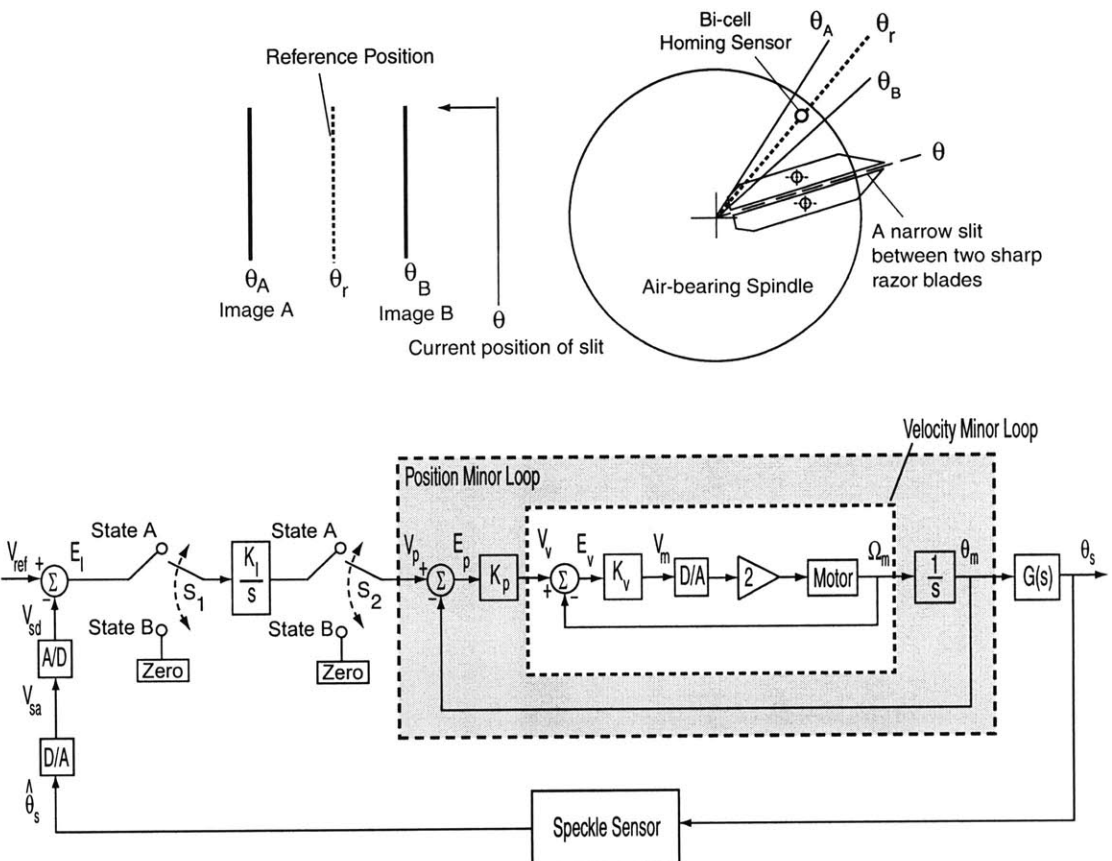 Reference Position
θA
Image A
θr
θB
Image B
θ
Current position of slit
Bi-cell
Homing Sensor
θA
θr
θB
θ
A narrow slit
between two sharp
razor blades
Air-bearing Spindle
Velocity Minor Loop
Position Minor Loop
Vref
+
Σ
-
EI
State A
S1
State B
Zero
KI
s
State A
S2
State B
Zero
Vp
+
Σ
-
Ep
Kp
Vv
+
Σ
-
Ev
Kv
Vm
D/A
2
Motor
Ωm
1
s
θm
G(s)
θs
Vsd
A/D
Vsa
D/A
θ̂s
Speckle Sensor